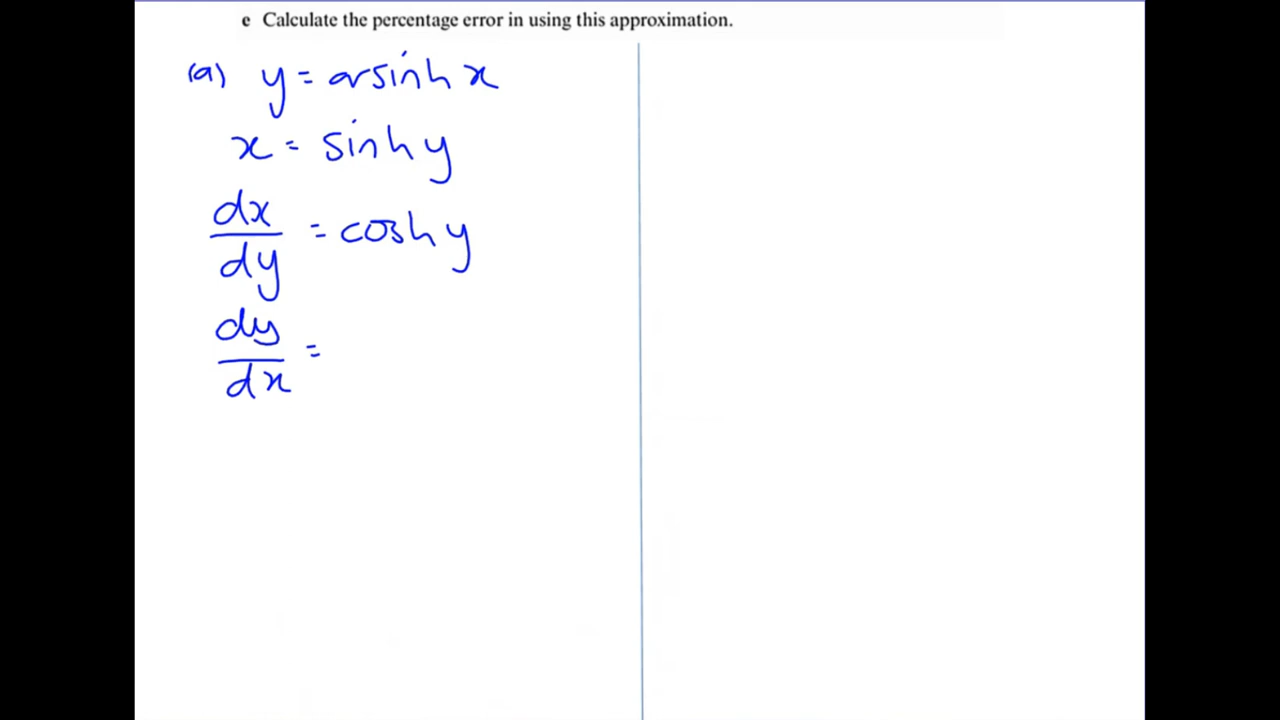 e Calculate the percentage error in using this approximation.
(a) y = arsinh x
x = sinh y
dx/dy = cosh y
dy/dx =